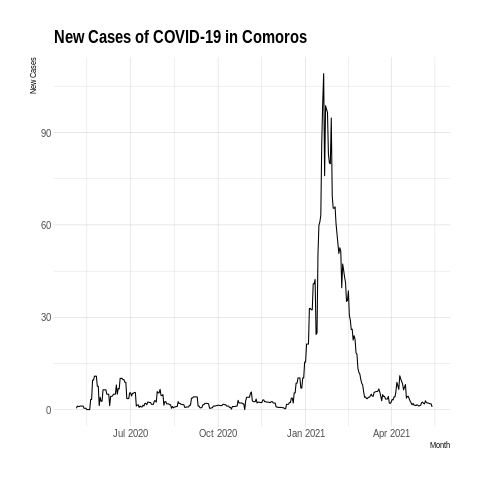 New Cases of COVID-19 in Comoros
New Cases
90
60
30
0
Jul 2020 Oct 2020 Jan 2021 Apr 2021
Month